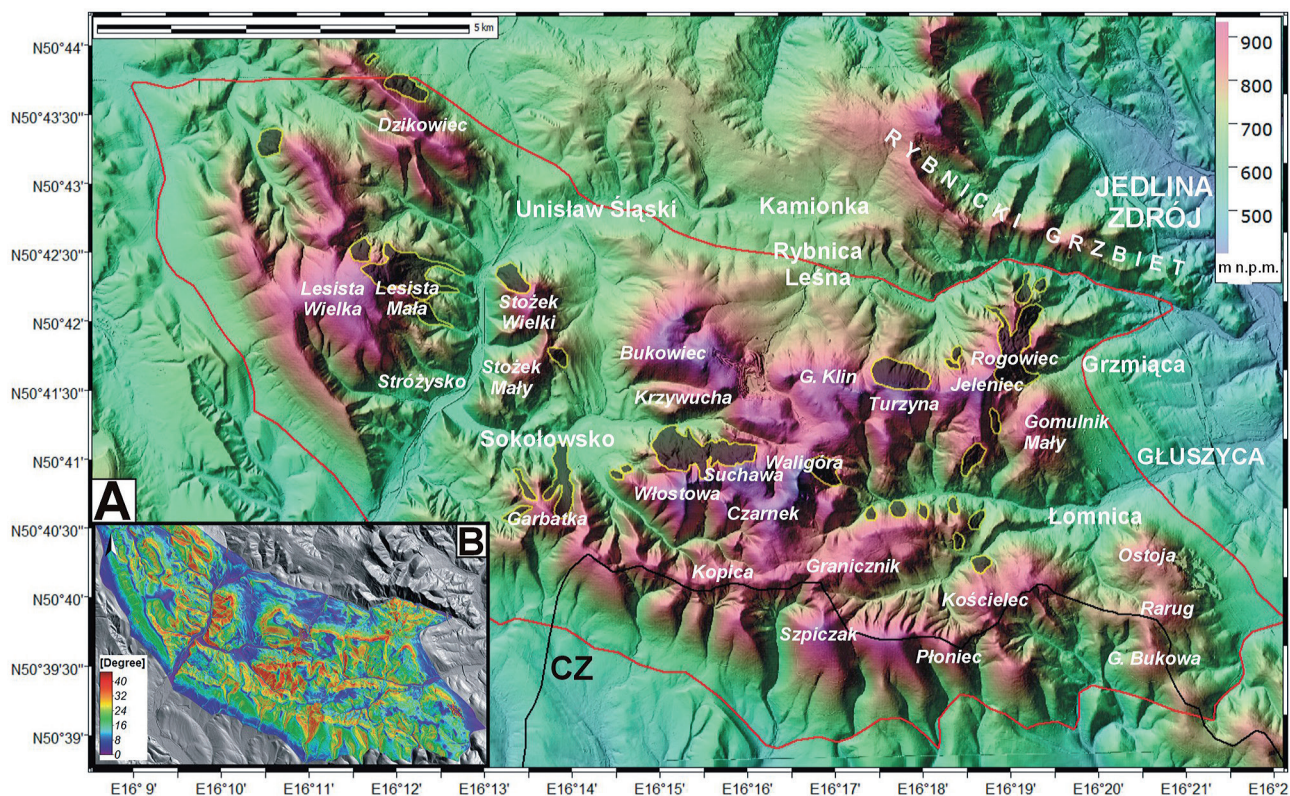 5 km
900
800
700
600
500
m n.p.m.
N50°44'
N50°43'30"
N50°43'
N50°42'30"
N50°42'
N50°41'30"
N50°41'
N50°40'30"
N50°40'
N50°39'30"
N50°39'
Dzikowiec
RYBNICKI GRZBIET
JEDLINA
ZDRÓJ
Unisław Śląski
Kamionka
Rybnica
Leśna
Lesista
Wielka
Lesista
Mała
Stożek
Wielki
Bukowiec
Rogowiec
Grzmiąca
Stróżysko
Stożek
Mały
Krzywucha
G. Klin
Turzyna
Jeleniec
Gomulnik
Mały
Sokołowsko
GŁUSZYCA
Waligóra
Suchawa
Włostowa
Czarnek
Garbatka
Łomnica
Ostoja
Kopica
Granicznik
Kościelec
Rarug
Szpiczak
Płoniec
G. Bukowa
CZ
A
B
[Degree]
40
32
24
16
8
0
E16°9'
E16°10'
E16°11'
E16°12'
E16°13'
E16°14'
E16°15'
E16°16'
E16°17'
E16°18'
E16°19'
E16°20'
E16°21'
E16°2